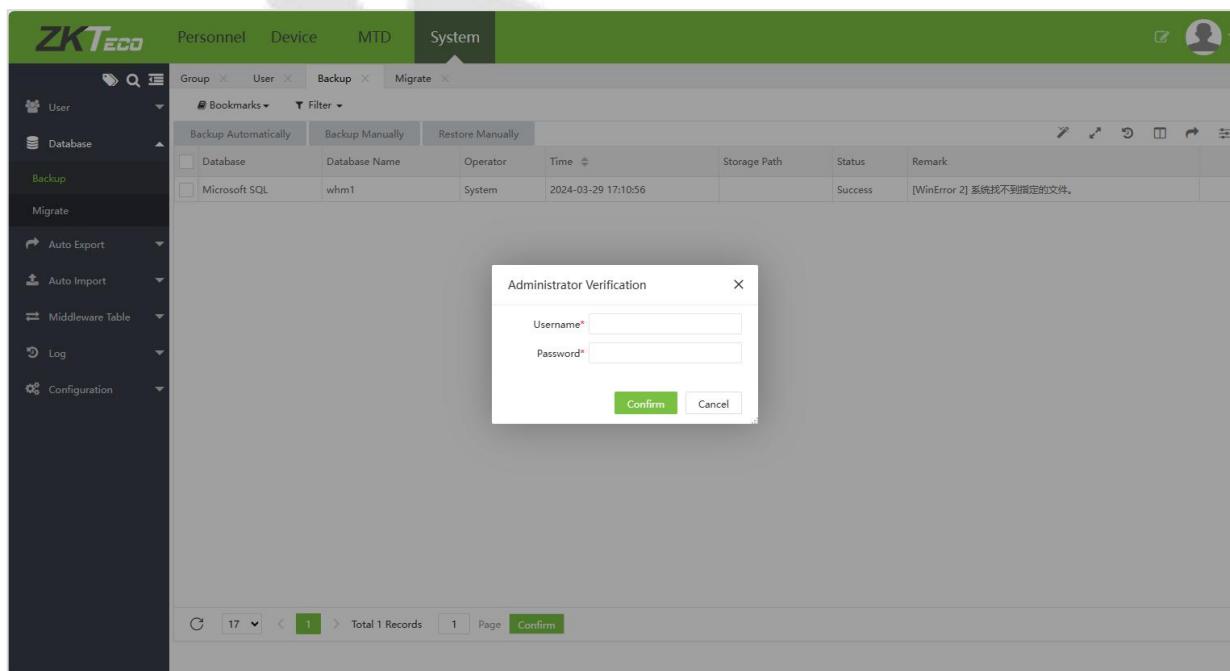 ZKTECO Personnel Device MTD System
Group User Backup Migrate
User
Bookmarks Filter
Backup Automatically Backup Manually Restore Manually
Database
Database Database Name Operator Time Storage Path Status Remark
Backup
Microsoft SQL whm1 System 2024-03-29 17:10:56 Success [WinError 2] 系统找不到指定的文件。
Migrate
Auto Export
Auto Import
Middleware Table
Log
Configuration
Administrator Verification
Username*
Password*
Confirm Cancel
17 1 Total 1 Records 1 Page Confirm